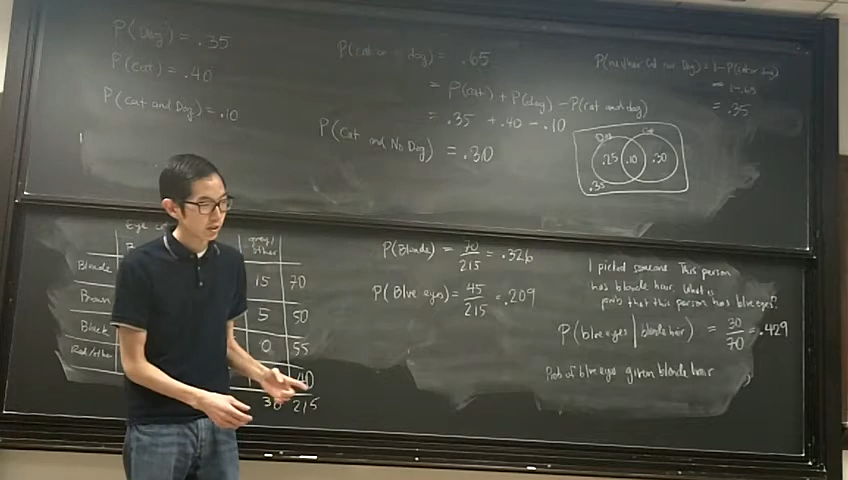 P(Dog) = .35
P(cat) = .40
P(cat and Dog) = .10
P(cat or dog) = .65
= P(cat) + P(dog) - P(cat and dog)
= .35 + .40 - .10
P(cat and No Dog) = .30
P(neither Cat nor Dog) = 1 - P(cat or dog)
= 1 - .65
= .35
Dog Cat
.25 .10 .30
.35
Eye
grey/
other
Blonde 15 70
Brown 5 50
Black 0 55
Red/other 40
30 215
P(Blonde) = 70/215 = .326
P(Blue eyes) = 45/215 = .209
I picked someone. This person
has blonde hair. What is
prob that this person has blue eyes?
P(blue eyes | blonde hair) = 30/70 = .429
Prob of blue eyes given blonde hair